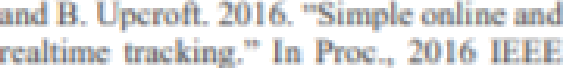 and B. Upcroft. 2016. "Simple online and
realtime tracking." In Proc., 2016 IEEE